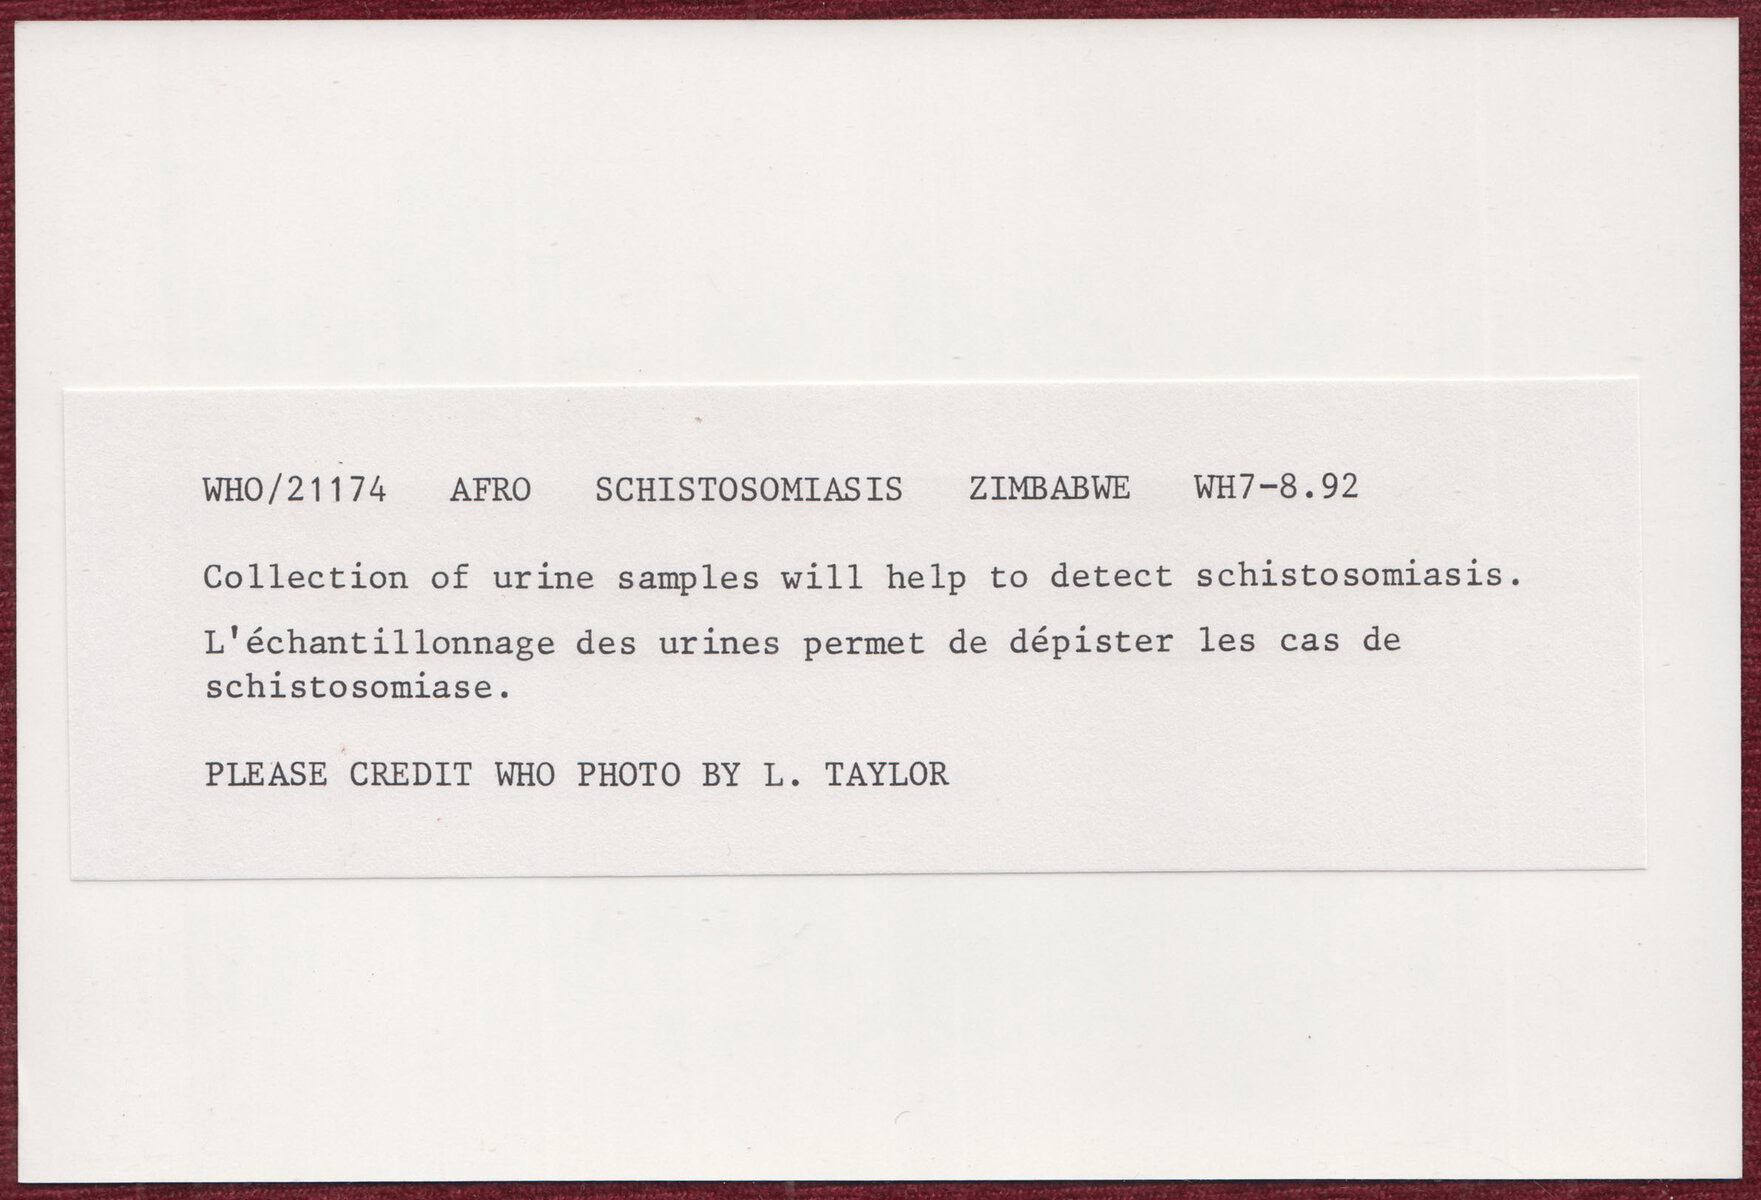 WHO/21174 AFRO SCHISTOSOMIASIS ZIMBABWE WH7-8.92
Collection of urine samples will help to detect schistosomiasis.
L'échantillonnage des urines permet de dépister les cas de
schistosomiase.
PLEASE CREDIT WHO PHOTO BY L. TAYLOR